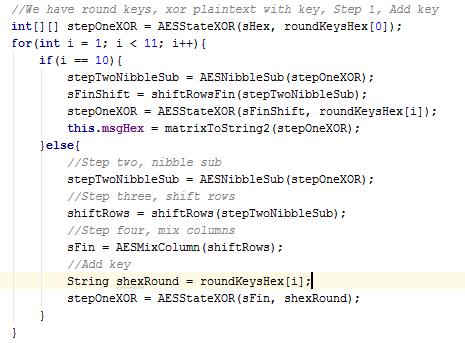 //We have round keys, xor plaintext with key, Step 1, Add key
int[][] stepOneXOR = AESStateXOR(sHex, roundKeysHex[0]);
for(int i = 1; i < 11; i++){
if(i == 10){
stepTwoNibbleSub = AESNibbleSub(stepOneXOR);
sFinShift = shiftRowsFin(stepTwoNibbleSub);
stepOneXOR = AESStateXOR(sFinShift, roundKeysHex[i]);
this.msgHex = matrixToString2(stepOneXOR);
}else{
//Step two, nibble sub
stepTwoNibbleSub = AESNibbleSub(stepOneXOR);
//Step three, shift rows
shiftRows = shiftRows(stepTwoNibbleSub);
//Step four, mix columns
sFin = AESMixColumn(shiftRows);
//Add key
String shexRound = roundKeysHex[i];
stepOneXOR = AESStateXOR(sFin, shexRound);
}
}